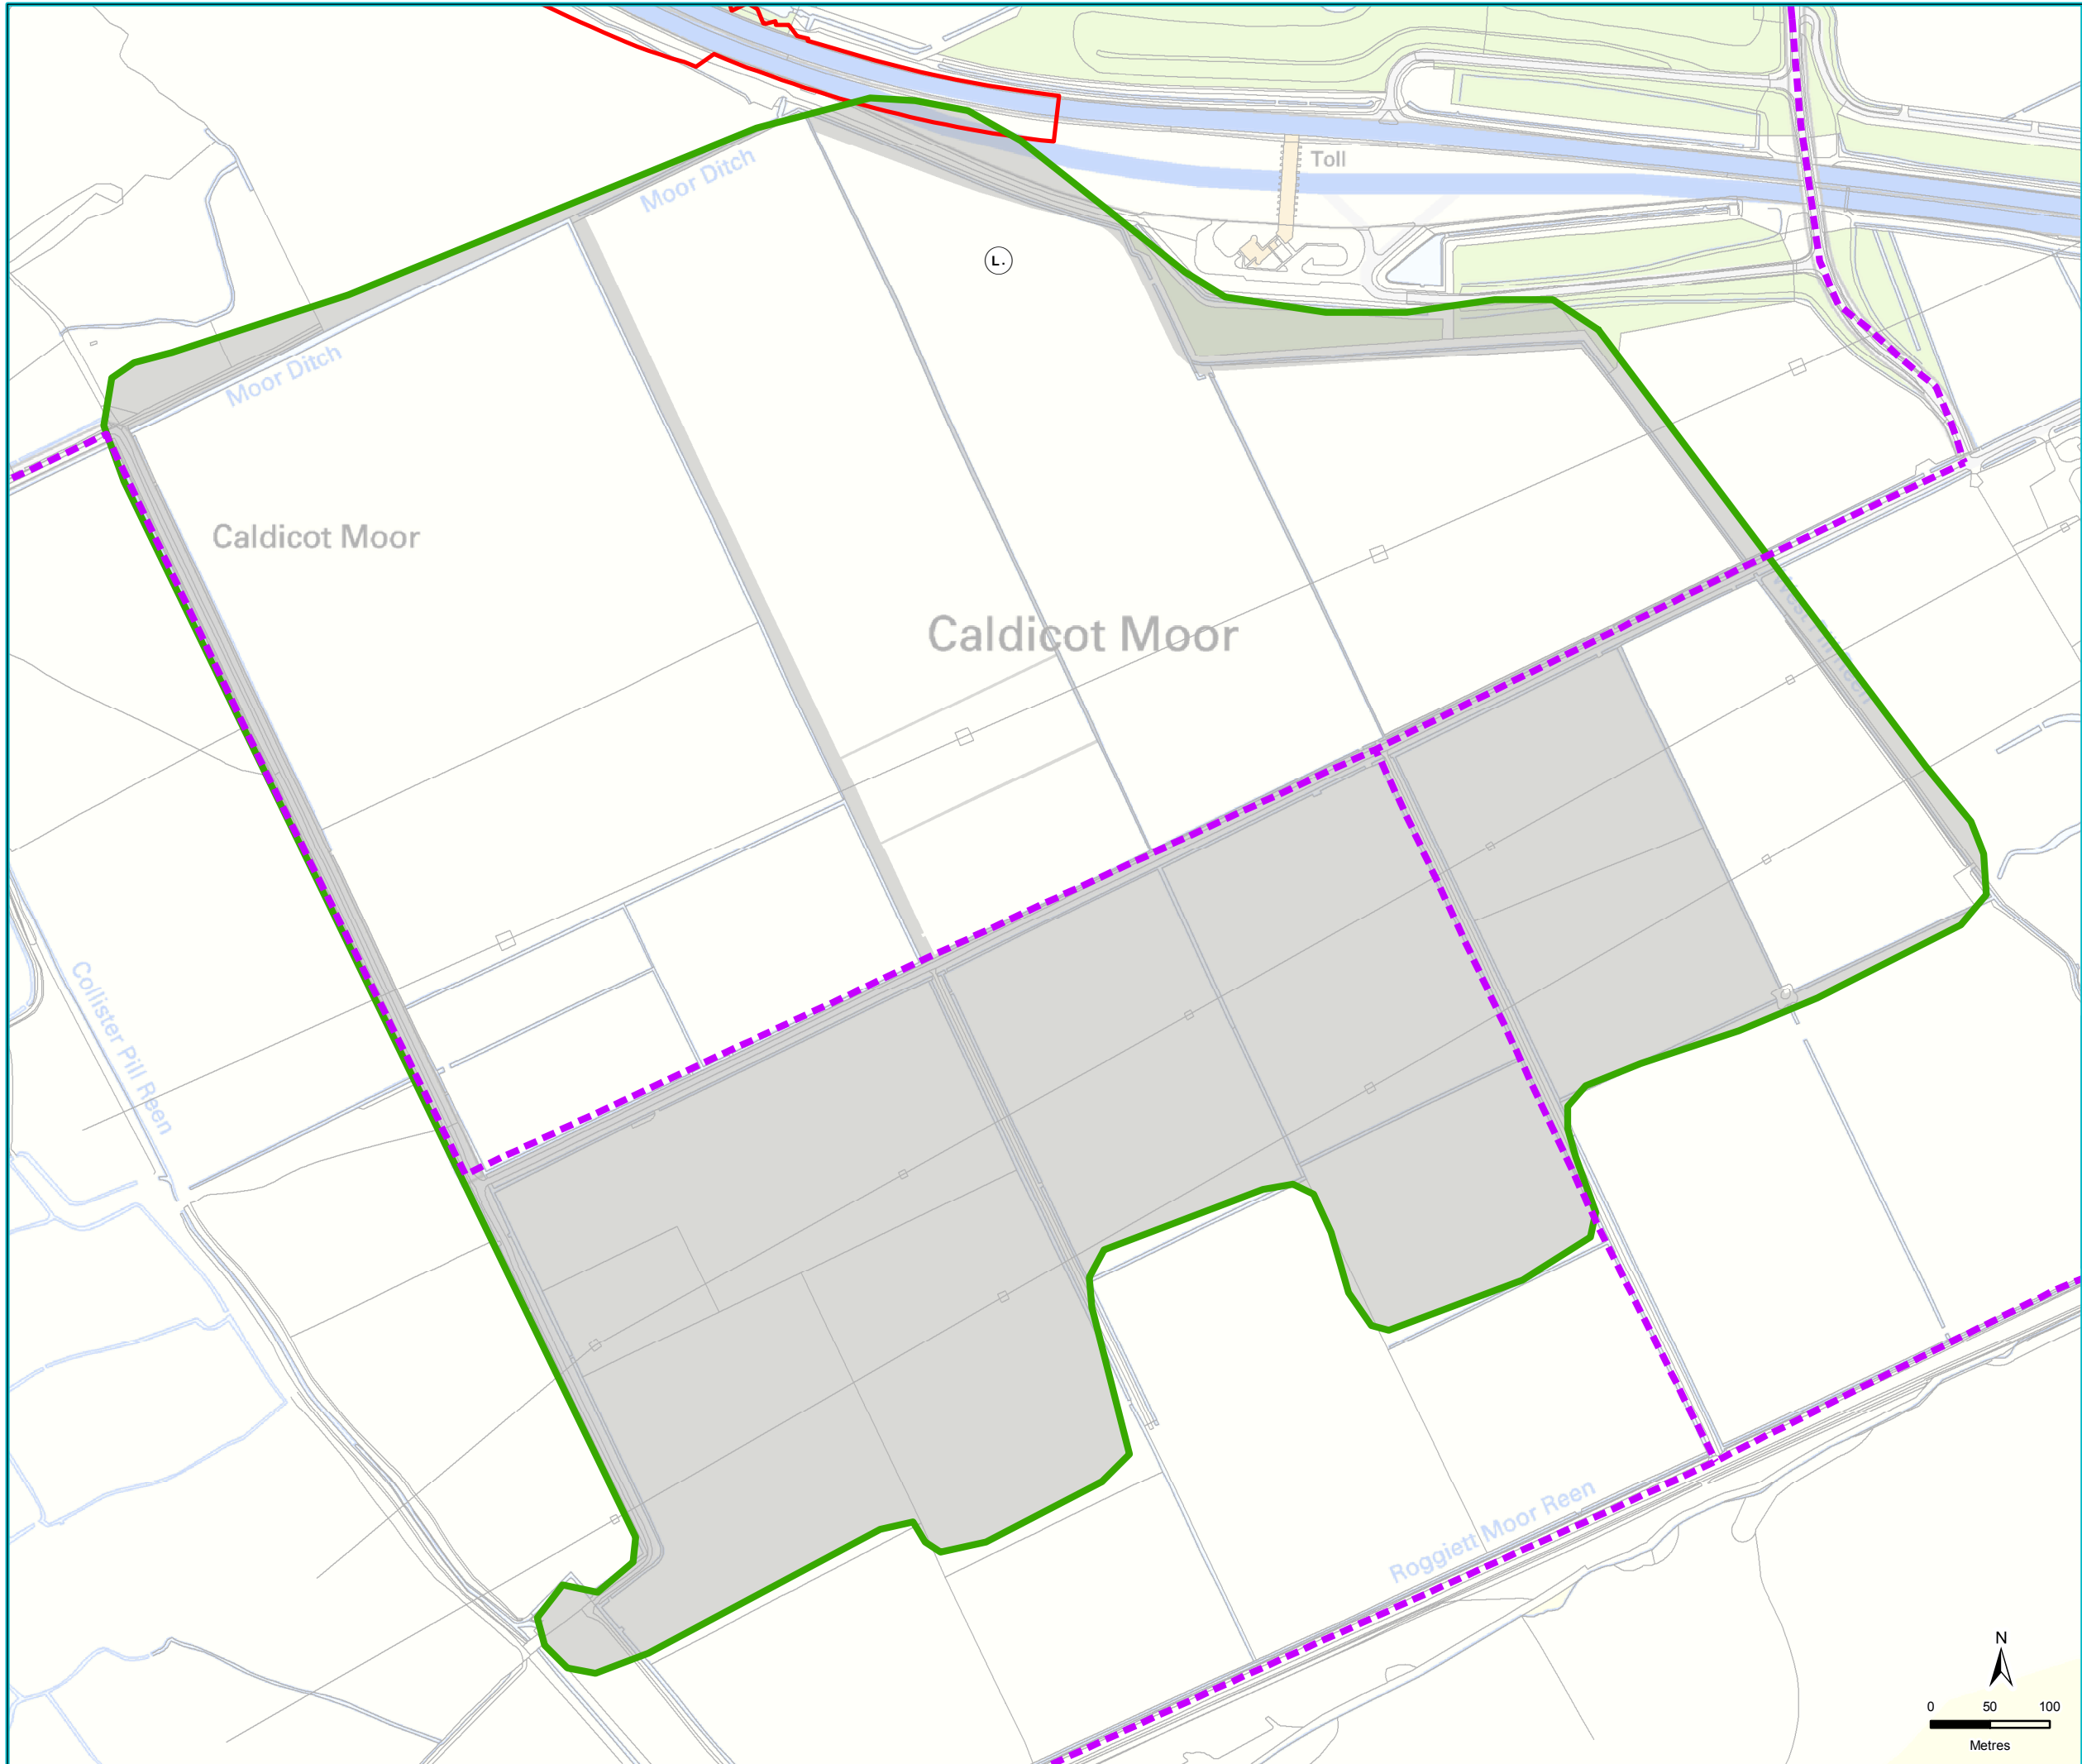 Toll
Moor Ditch
L.
Moor Ditch
Caldicot Moor
Caldicot Moor
Collister Pill Reen
Roggiett Moor Reen
N
0 50 100
Metres